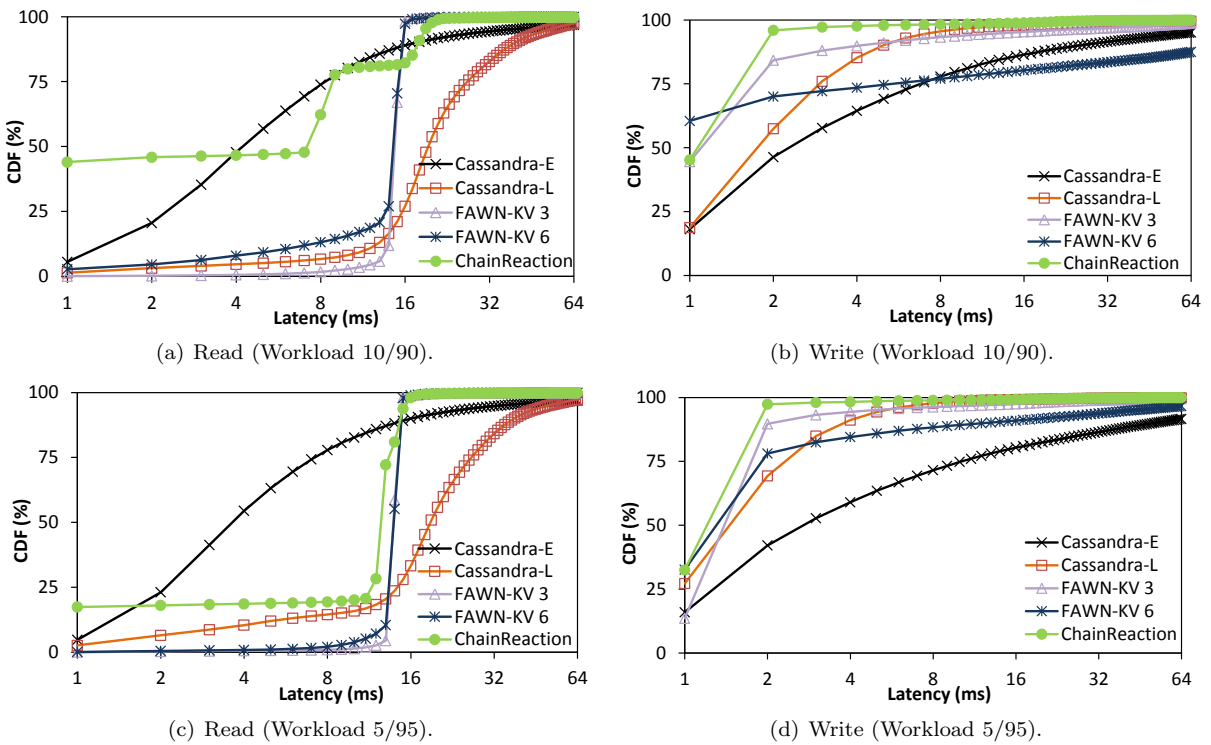 100
75
50
25
0
CDF (%)
1 2 4 8 16 32 64
Latency (ms)
Cassandra-E
Cassandra-L
FAWN-KV 3
FAWN-KV 6
ChainReaction
(a) Read (Workload 10/90).
100
75
50
25
0
CDF (%)
1 2 4 8 16 32 64
Latency (ms)
Cassandra-E
Cassandra-L
FAWN-KV 3
FAWN-KV 6
ChainReaction
(b) Write (Workload 10/90).
100
75
50
25
0
CDF (%)
1 2 4 8 16 32 64
Latency (ms)
Cassandra-E
Cassandra-L
FAWN-KV 3
FAWN-KV 6
ChainReaction
(c) Read (Workload 5/95).
100
75
50
25
0
CDF (%)
1 2 4 8 16 32 64
Latency (ms)
Cassandra-E
Cassandra-L
FAWN-KV 3
FAWN-KV 6
ChainReaction
(d) Write (Workload 5/95).